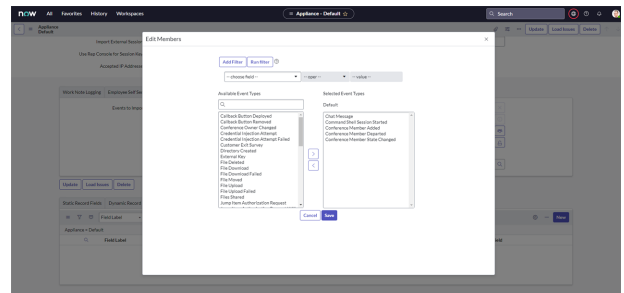 now All Favorites History Workspaces Appliance - Default ☆ Search
Appliance
Default
Update Load Issues Delete
Import External Session
Use Rep Console for Session Key
Accepted IP Addresse
Edit Members ×
Add Filter Run filter
-- choose field -- -- oper -- -- value --
Available Event Types Selected Event Types
Default
Callback Button Deployed
Callback Button Removed
Conference Owner Changed
Credential Injection Attempt
Credential Injection Attempt Failed
Customer Exit Survey
Directory Created
External Key
File Deleted
File Download
File Download Failed
File Moved
File Upload
File Upload Failed
Files Shared
Jump Item Authorization Request
Chat Message
Command Shell Session Started
Conference Member Added
Conference Member Departed
Conference Member State Changed
Cancel Save
Work Note Logging Employee Self Se
Events to Impor
Update Load Issues Delete
Static Record Fields Dynamic Record
Field Label
New
Appliance = Default
Field Label